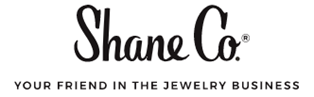 Shane Co.®
YOUR FRIEND IN THE JEWELRY BUSINESS